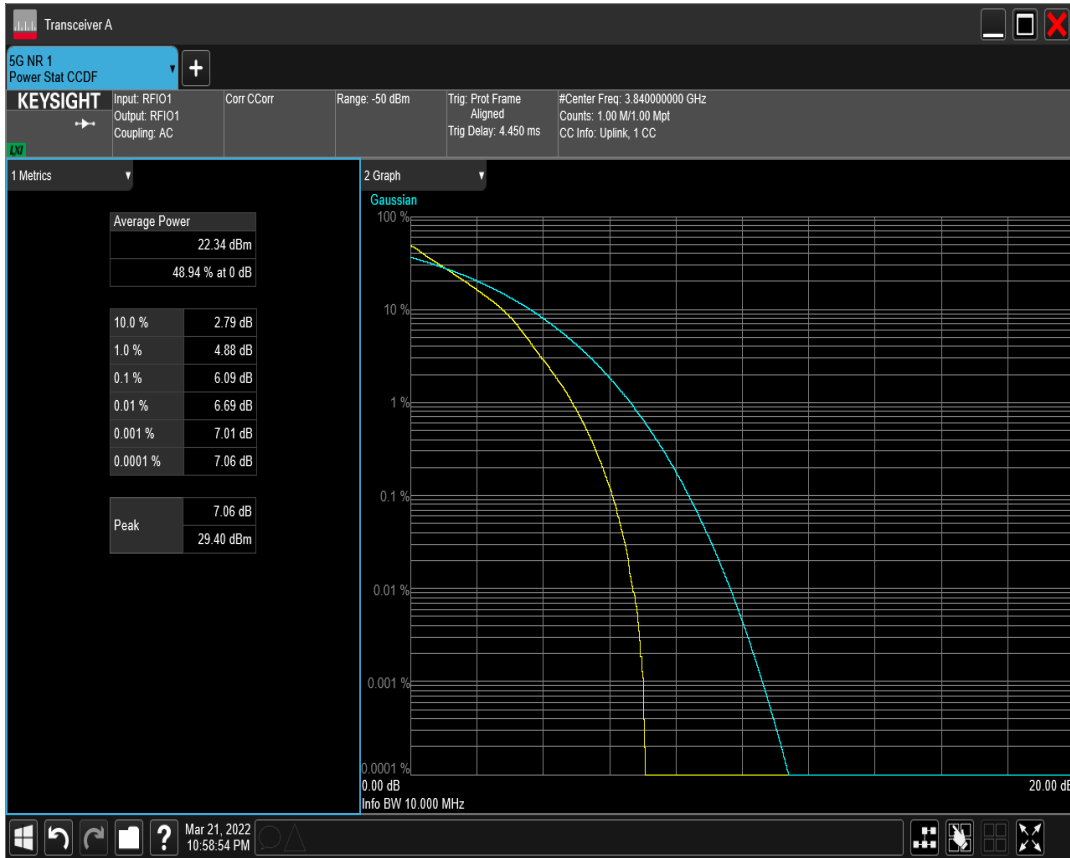 Transceiver A
5G NR 1
Power Stat CCDF
KEYSIGHT
LXI
Input: RFIO1
Output: RFIO1
Coupling: AC
Corr CCorr
Range: -50 dBm
Trig: Prot Frame
Aligned
Trig Delay: 4.450 ms
#Center Freq: 3.840000000 GHz
Counts: 1.00 M/1.00 Mpt
CC Info: Uplink, 1 CC
1 Metrics
Average Power
22.34 dBm
48.94 % at 0 dB
10.0 % 2.79 dB
1.0 % 4.88 dB
0.1 % 6.09 dB
0.01 % 6.69 dB
0.001 % 7.01 dB
0.0001 % 7.06 dB
Peak
7.06 dB
29.40 dBm
2 Graph
Gaussian
100 %
10 %
1 %
0.1 %
0.01 %
0.001 %
0.0001 %
0.00 dB 20.00 dB
Info BW 10.000 MHz
Mar 21, 2022
10:58:54 PM